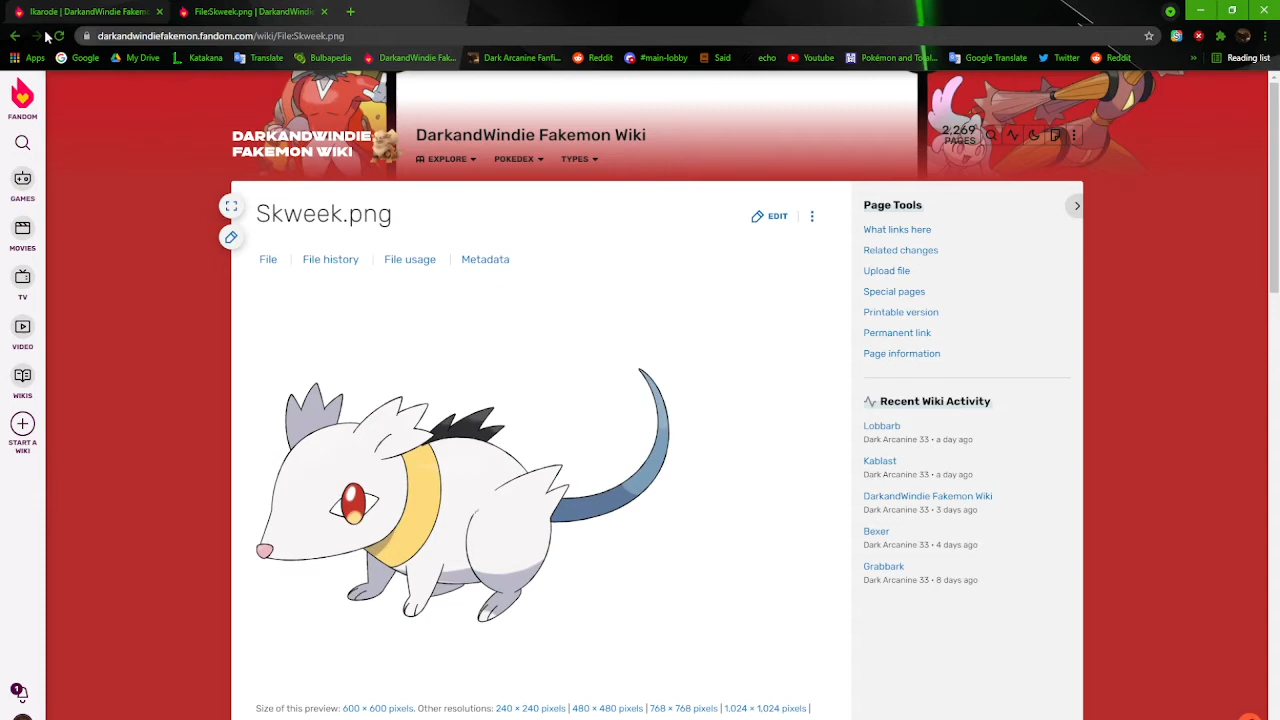 Ikarode | DarkandWindie Fakemo
File:Skweek.png | DarkandWindie
darkandwindiefakemon.fandom.com/wiki/File:Skweek.png
Apps
Google
My Drive
Katakana
Translate
Bulbapedia
DarkandWindie Fak...
Dark Arcanine Fanfi...
Reddit
#main-lobby
Said
echo
Youtube
Pokémon and Total...
Google Translate
Twitter
Reddit
»
Reading list
FANDOM
GAMES
MOVIES
TV
VIDEO
WIKIS
START A
WIKI
1
DARKANDWINDIE
FAKEMON WIKI
DarkandWindie Fakemon Wiki
EXPLORE
POKEDEX
TYPES
2,269
PAGES
Skweek.png
EDIT
File
File history
File usage
Metadata
Size of this preview: 600 × 600 pixels. Other resolutions: 240 × 240 pixels | 480 × 480 pixels | 768 × 768 pixels | 1,024 × 1,024 pixels |
Page Tools
What links here
Related changes
Upload file
Special pages
Printable version
Permanent link
Page information
Recent Wiki Activity
Lobbarb
Dark Arcanine 33 • a day ago
Kablast
Dark Arcanine 33 • a day ago
DarkandWindie Fakemon Wiki
Dark Arcanine 33 • 3 days ago
Bexer
Dark Arcanine 33 • 4 days ago
Grabbark
Dark Arcanine 33 • 8 days ago